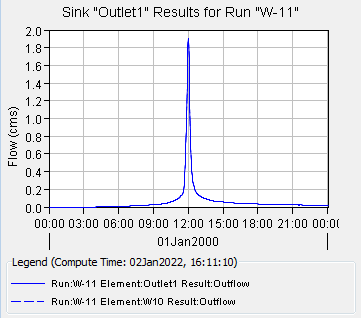 Sink "Outlet1" Results for Run "W-11"
2.0
1.8
1.6
1.4
1.2
1.0
0.8
0.6
0.4
0.2
0.0
Flow (cms)
00:00 03:00 06:00 09:00 12:00 15:00 18:00 21:00 00:00
01Jan2000
Legend (Compute Time: 02Jan2022, 16:11:10)
Run:W-11 Element:Outlet1 Result:Outflow
Run:W-11 Element:W10 Result:Outflow